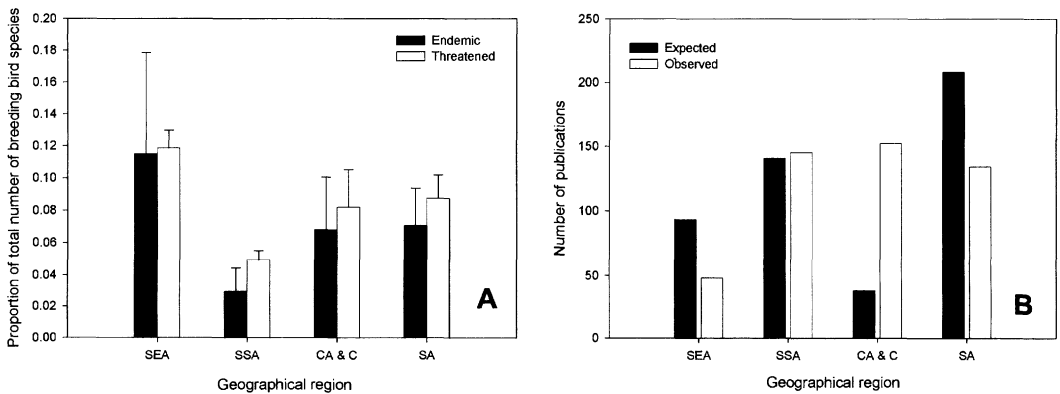 Proportion of total number of breeding bird species
0.20
0.18
0.16
0.14
0.12
0.10
0.08
0.06
0.04
0.02
0.00
Endemic
Threatened
A
SEA
SSA
CA & C
SA
Geographical region
Number of publications
250
200
150
100
50
0
Expected
Observed
B
SEA
SSA
CA & C
SA
Geographical region